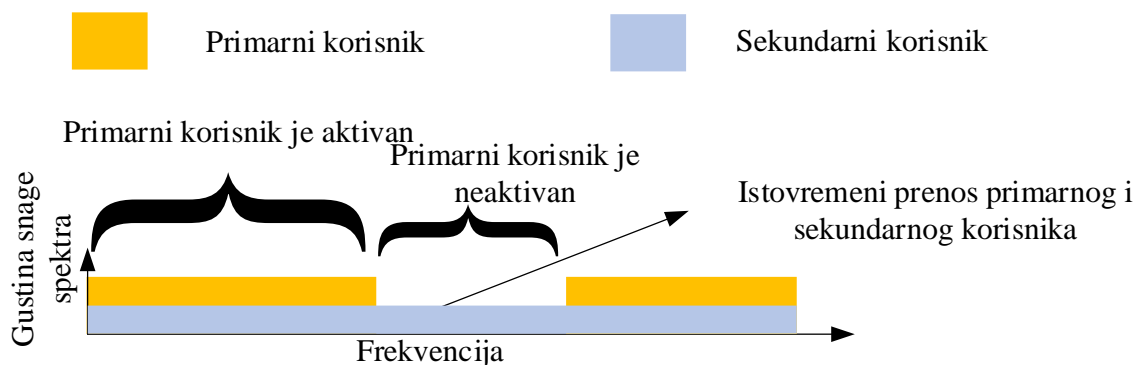 Primarni korisnik
Sekundarni korisnik
Primarni korisnik je aktivan
Primarni korisnik je
neaktivan
Istovremeni prenos primarnog i
sekundarnog korisnika
Gustina snage
spektra
Frekvencija